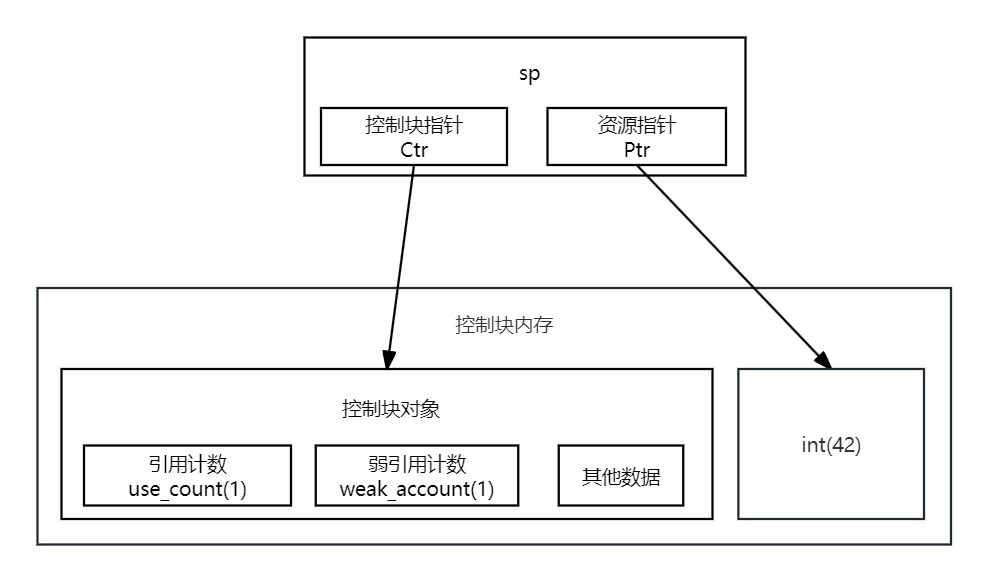 sp
控制块指针
Ctr
资源指针
Ptr
控制块内存
控制块对象
引用计数
use_count(1)
弱引用计数
weak_account(1)
其他数据
int(42)